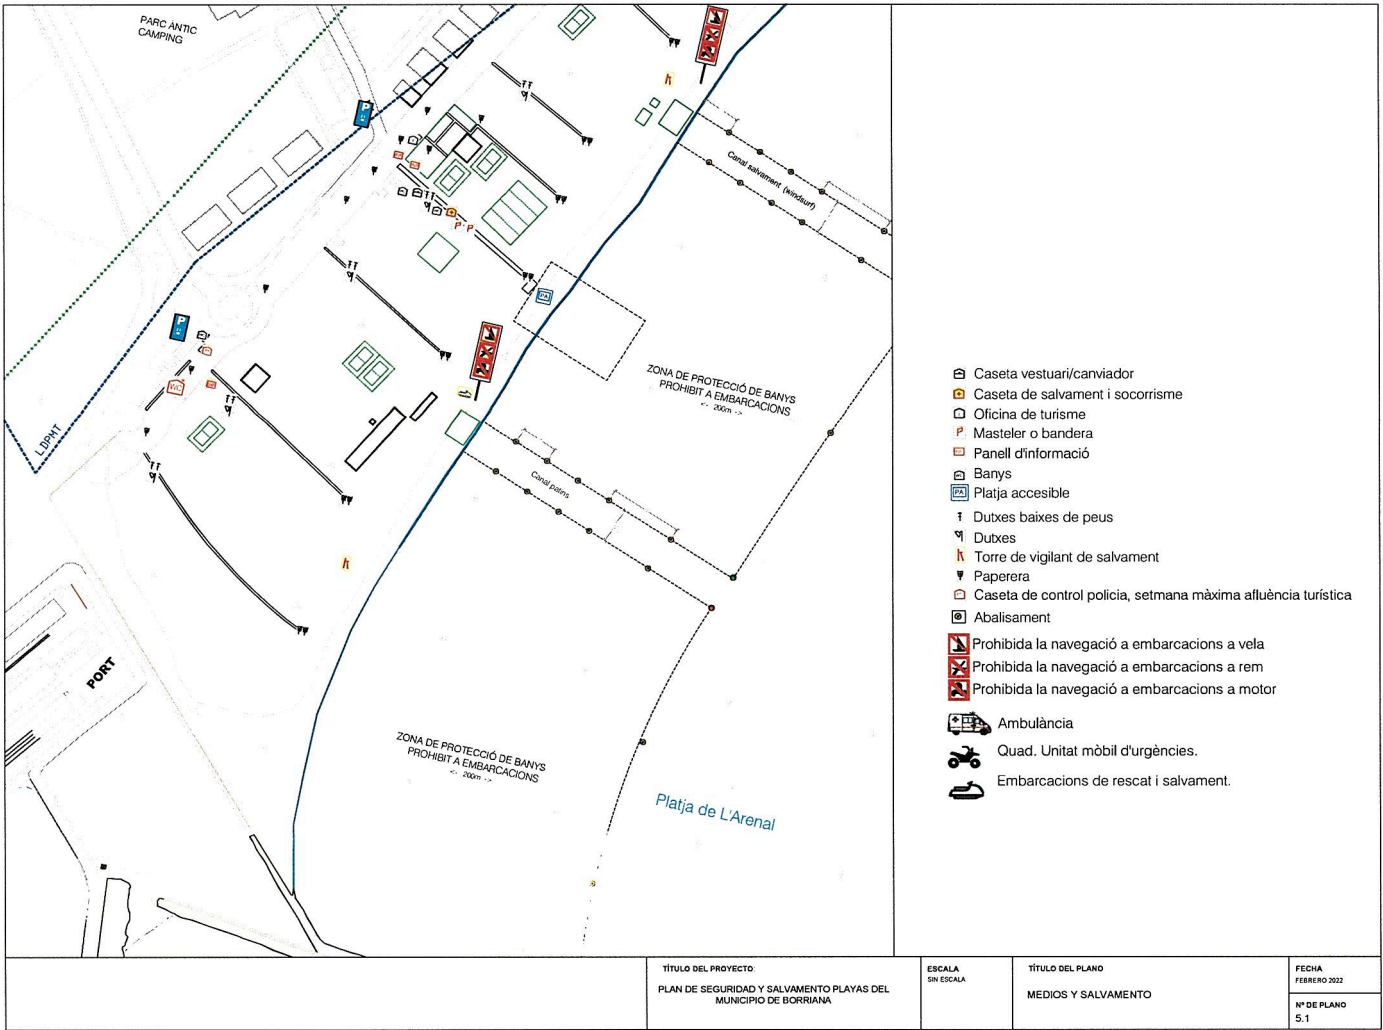 PARC ANTIC
CAMPING
P
Canal salvament (windsurf)
P P
PA
P
ZONA DE PROTECCIÓ DE BANYS
PROHIBIT A EMBARCACIONS
<- 200m ->
WC
LDPMT
Canal patins
PORT
ZONA DE PROTECCIÓ DE BANYS
PROHIBIT A EMBARCACIONS
<- 200m ->
Platja de L'Arenal
Caseta vestuari/canviador
Caseta de salvament i socorrisme
Oficina de turisme
P Masteler o bandera
Panell d'informació
Banys
PA Platja accesible
Dutxes baixes de peus
Dutxes
Torre de vigilant de salvament
Paperera
Caseta de control policia, setmana màxima afluència turística
Abalisament
Prohibida la navegació a embarcacions a vela
Prohibida la navegació a embarcacions a rem
Prohibida la navegació a embarcacions a motor
Ambulància
Quad. Unitat mòbil d'urgències.
Embarcacions de rescat i salvament.
TÍTULO DEL PROYECTO:
PLAN DE SEGURIDAD Y SALVAMENTO PLAYAS DEL
MUNICIPIO DE BORRIANA
ESCALA
SIN ESCALA
TÍTULO DEL PLANO
MEDIOS Y SALVAMENTO
FECHA
FEBRERO 2022
Nº DE PLANO
5.1